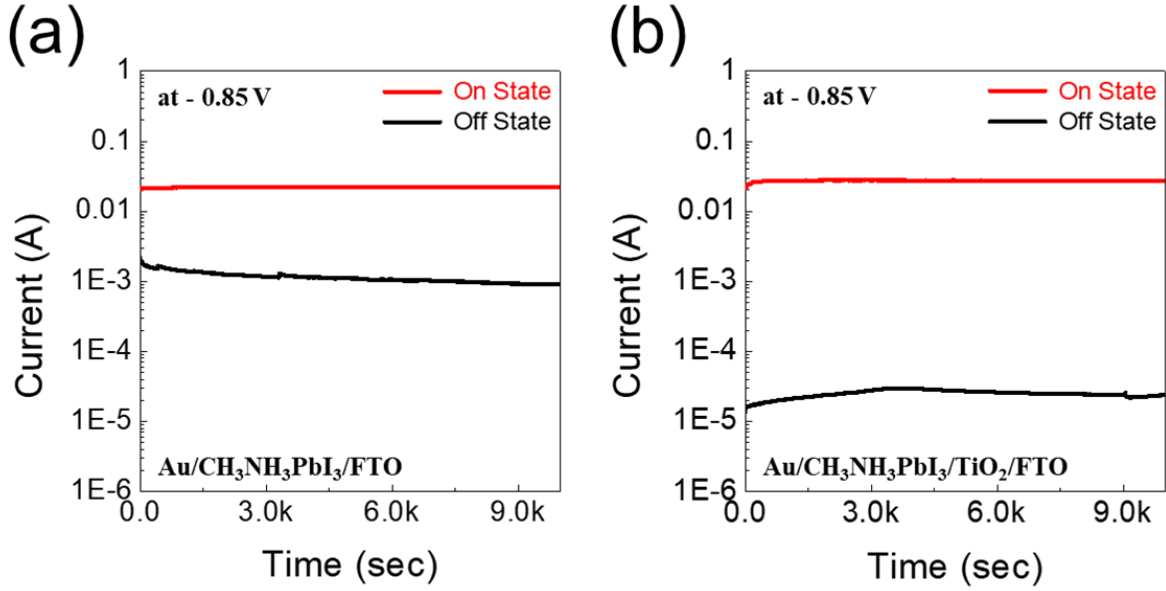 (a)
1
0.1
0.01
1E-3
1E-4
1E-5
1E-6
Current (A)
at - 0.85 V
On State
Off State
Au/CH₃NH₃PbI₃/FTO
0.0 3.0k 6.0k 9.0k
Time (sec)
(b)
1
0.1
0.01
1E-3
1E-4
1E-5
1E-6
Current (A)
at - 0.85 V
On State
Off State
Au/CH₃NH₃PbI₃/TiO₂/FTO
0.0 3.0k 6.0k 9.0k
Time (sec)